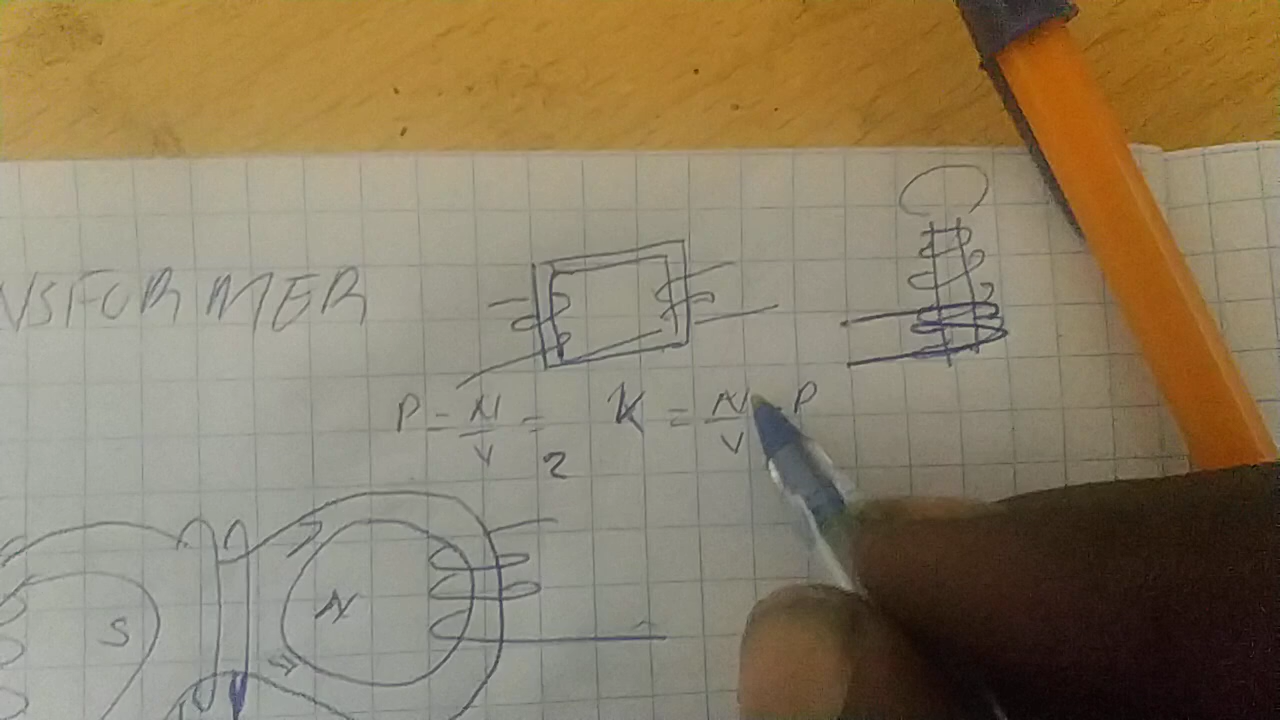 NSFORMER
P = N/V = 2 K = N/V = P
S N